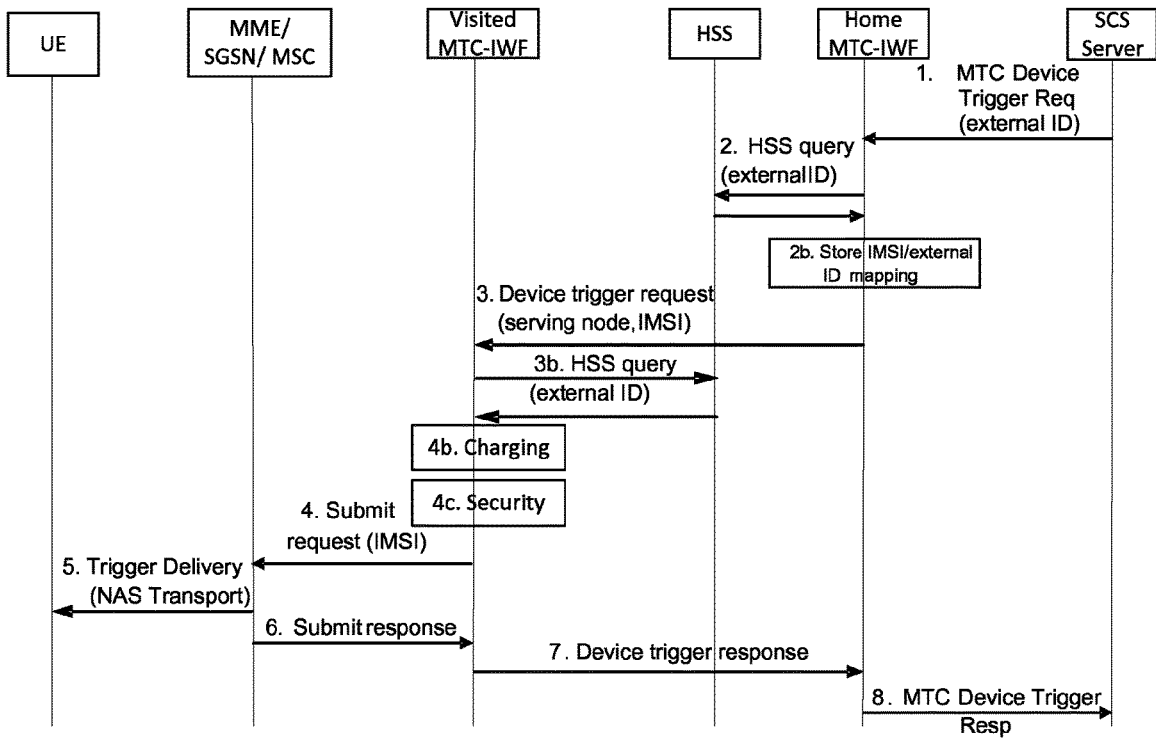 UE
MME/
SGSN/ MSC
Visited
MTC-IWF
HSS
Home
MTC-IWF
SCS
Server
1. MTC Device
Trigger Req
(external ID)
2. HSS query
(external ID)
2b. Store IMSI/external
ID mapping
3. Device trigger request
(serving node, IMSI)
3b. HSS query
(external ID)
4b. Charging
4c. Security
4. Submit
request (IMSI)
5. Trigger Delivery
(NAS Transport)
6. Submit response
7. Device trigger response
8. MTC Device Trigger
Resp